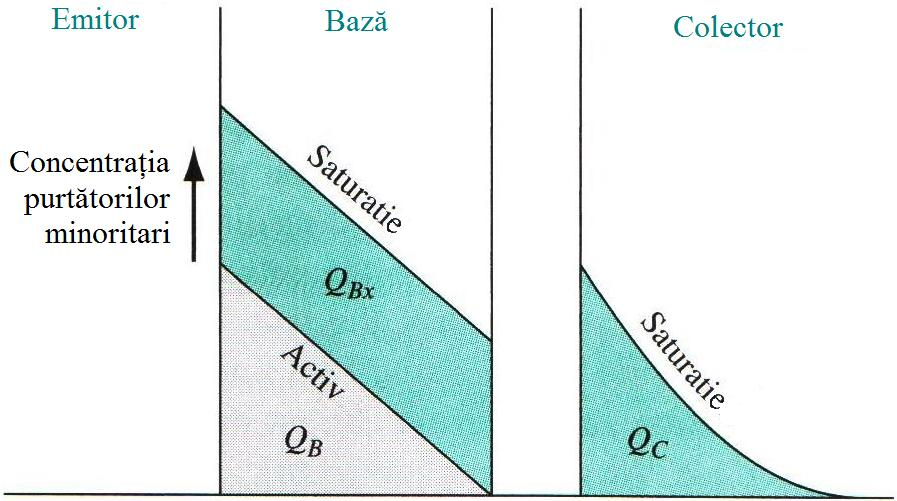 Emitor
Bază
Colector
Concentrația
purtătorilor
minoritari
Saturatie
Q_Bx
Activ
Q_B
Saturatie
Q_C